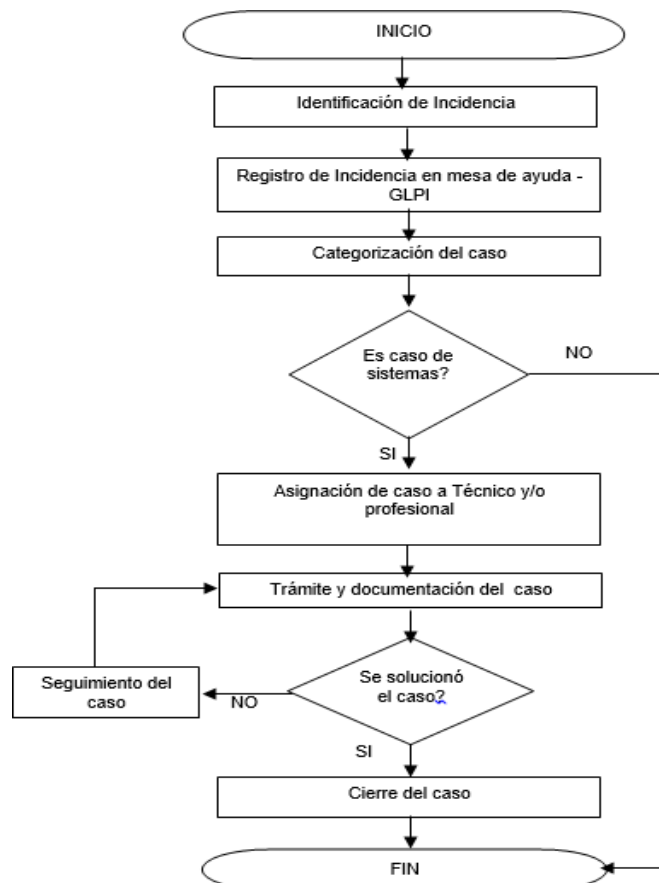 INICIO
Identificación de Incidencia
Registro de Incidencia en mesa de ayuda -
GLPI
Categorización del caso
Es caso de
sistemas?
NO
SI
Asignación de caso a Técnico y/o
profesional
Trámite y documentación del caso
Se solucionó
el caso?
Seguimiento del
caso
NO
SI
Cierre del caso
FIN